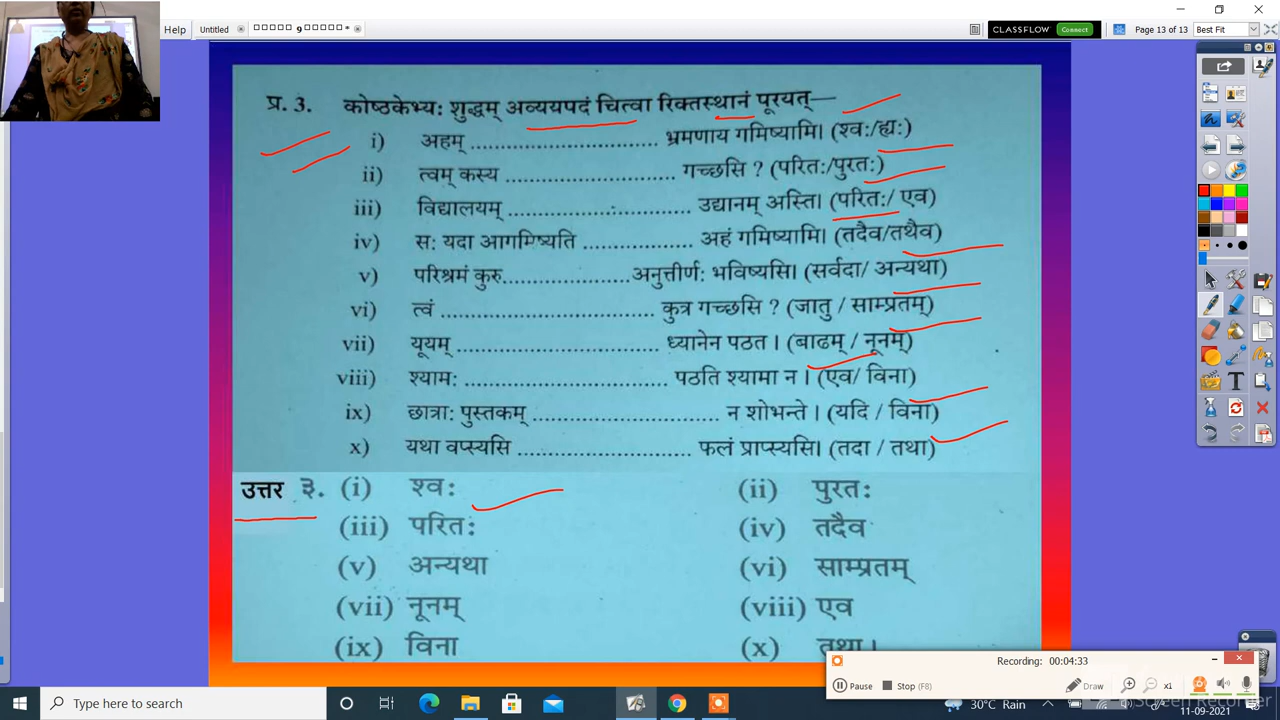 Help
Untitled
9
CLASSFLOW Connect
Page 13 of 13
Best Fit
प्र. 3. कोष्ठकेभ्य: शुद्धम् अव्ययपदं चित्वा रिक्तस्थानं पूरयत्—
i) अहम् .............................. भ्रमणाय गमिष्यामि। (श्व:/ह्य:)
ii) त्वम् कस्य ........................... गच्छसि ? (परित:/पुरत:)
iii) विद्यालयम् ............................. उद्यानम् अस्ति। (परित:/ एव)
iv) स: यदा आगमिष्यति ................. अहं गमिष्यामि। (तदैव/तथैव)
v) परिश्रमं कुरु.................... अनुत्तीर्ण: भविष्यसि। (सर्वदा/ अन्यथा)
vi) त्वं .................................. कुत्र गच्छसि ? (जातु / साम्प्रतम्)
vii) यूयम् ................................ ध्यानेन पठत । (बाढम् / नूनम्)
viii) श्याम: ................................ पठति श्यामा न । (एव/ विना)
ix) छात्रा: पुस्तकम् ............................. न शोभन्ते । (यदि / विना)
x) यथा वप्स्यसि ........................... फलं प्राप्स्यसि। (तदा / तथा)
उत्तर ३. (i) श्व: (ii) पुरत:
(iii) परित: (iv) तदैव
(v) अन्यथा (vi) साम्प्रतम्
(vii) नूनम् (viii) एव
(ix) विना (x) तथा।
Recording: 00:04:33
Pause Stop (F8) Draw x1
Type here to search
30°C Rain
ENG
11-09-2021